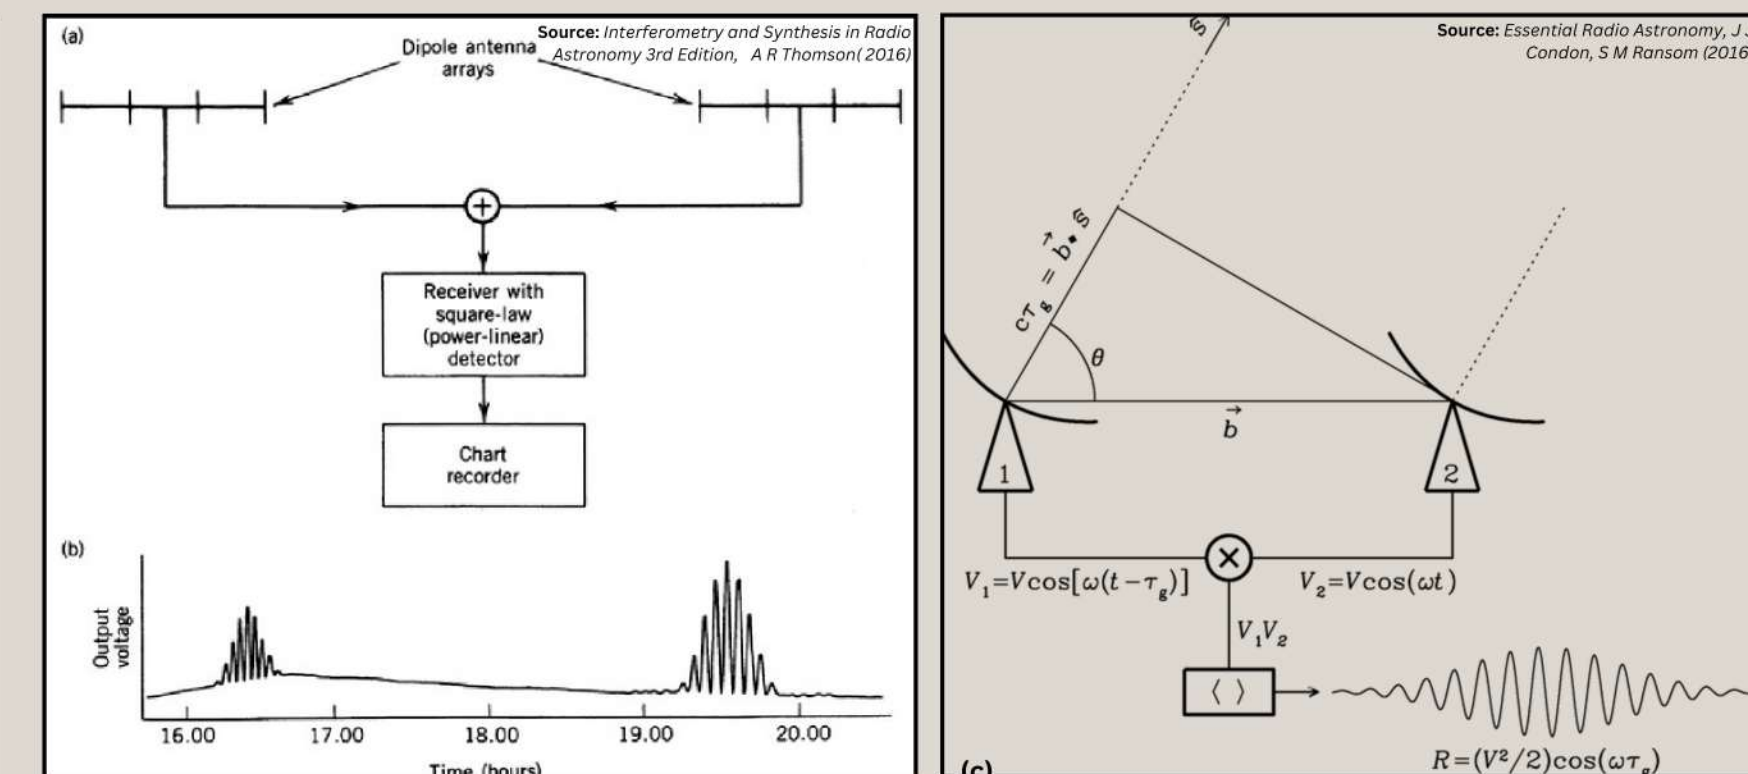 (a)
Source: Interferometry and Synthesis in Radio
Astronomy 3rd Edition, A R Thomson( 2016)
Dipole antenna
arrays
+
Receiver with
square-law
(power-linear)
detector
Chart
recorder
(b)
Output
voltage
16.00 17.00 18.00 19.00 20.00
Time (hours)
Source: Essential Radio Astronomy, J J
Condon, S M Ransom (2016
ŝ
cτg = b⃗•ŝ
θ
b⃗
1
2
×
V₁=Vcos[ω(t−τg)]
V₂=Vcos(ωt)
V₁V₂
⟨ ⟩
R=(V²/2)cos(ωτg)
(c)